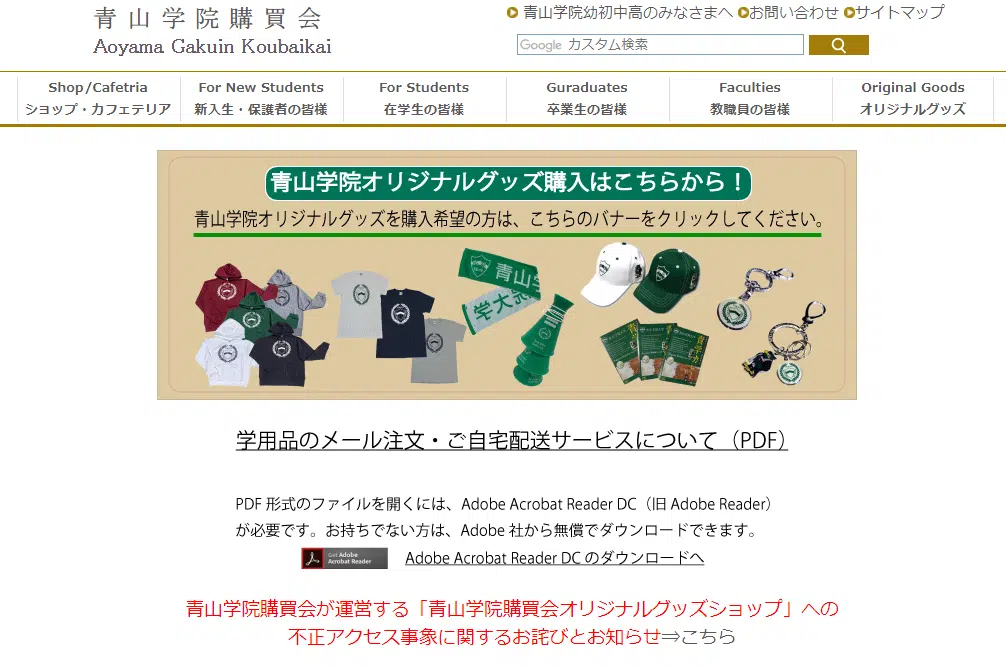 青山学院購買会
Aoyama Gakuin Koubaikai
青山学院幼初中高のみなさまへ お問い合わせ サイトマップ
Google カスタム検索
Shop/Cafetria
ショップ・カフェテリア
For New Students
新入生・保護者の皆様
For Students
在学生の皆様
Guraduates
卒業生の皆様
Faculties
教職員の皆様
Original Goods
オリジナルグッズ
青山学院オリジナルグッズ購入はこちらから！
青山学院オリジナルグッズを購入希望の方は、こちらのバナーをクリックしてください。
学用品のメール注文・ご自宅配送サービスについて（PDF）
PDF 形式のファイルを開くには、Adobe Acrobat Reader DC（旧 Adobe Reader）
が必要です。お持ちでない方は、Adobe 社から無償でダウンロードできます。
Get Adobe
Acrobat Reader
Adobe Acrobat Reader DC のダウンロードへ
青山学院購買会が運営する「青山学院購買会オリジナルグッズショップ」への
不正アクセス事象に関するお詫びとお知らせ⇒こちら